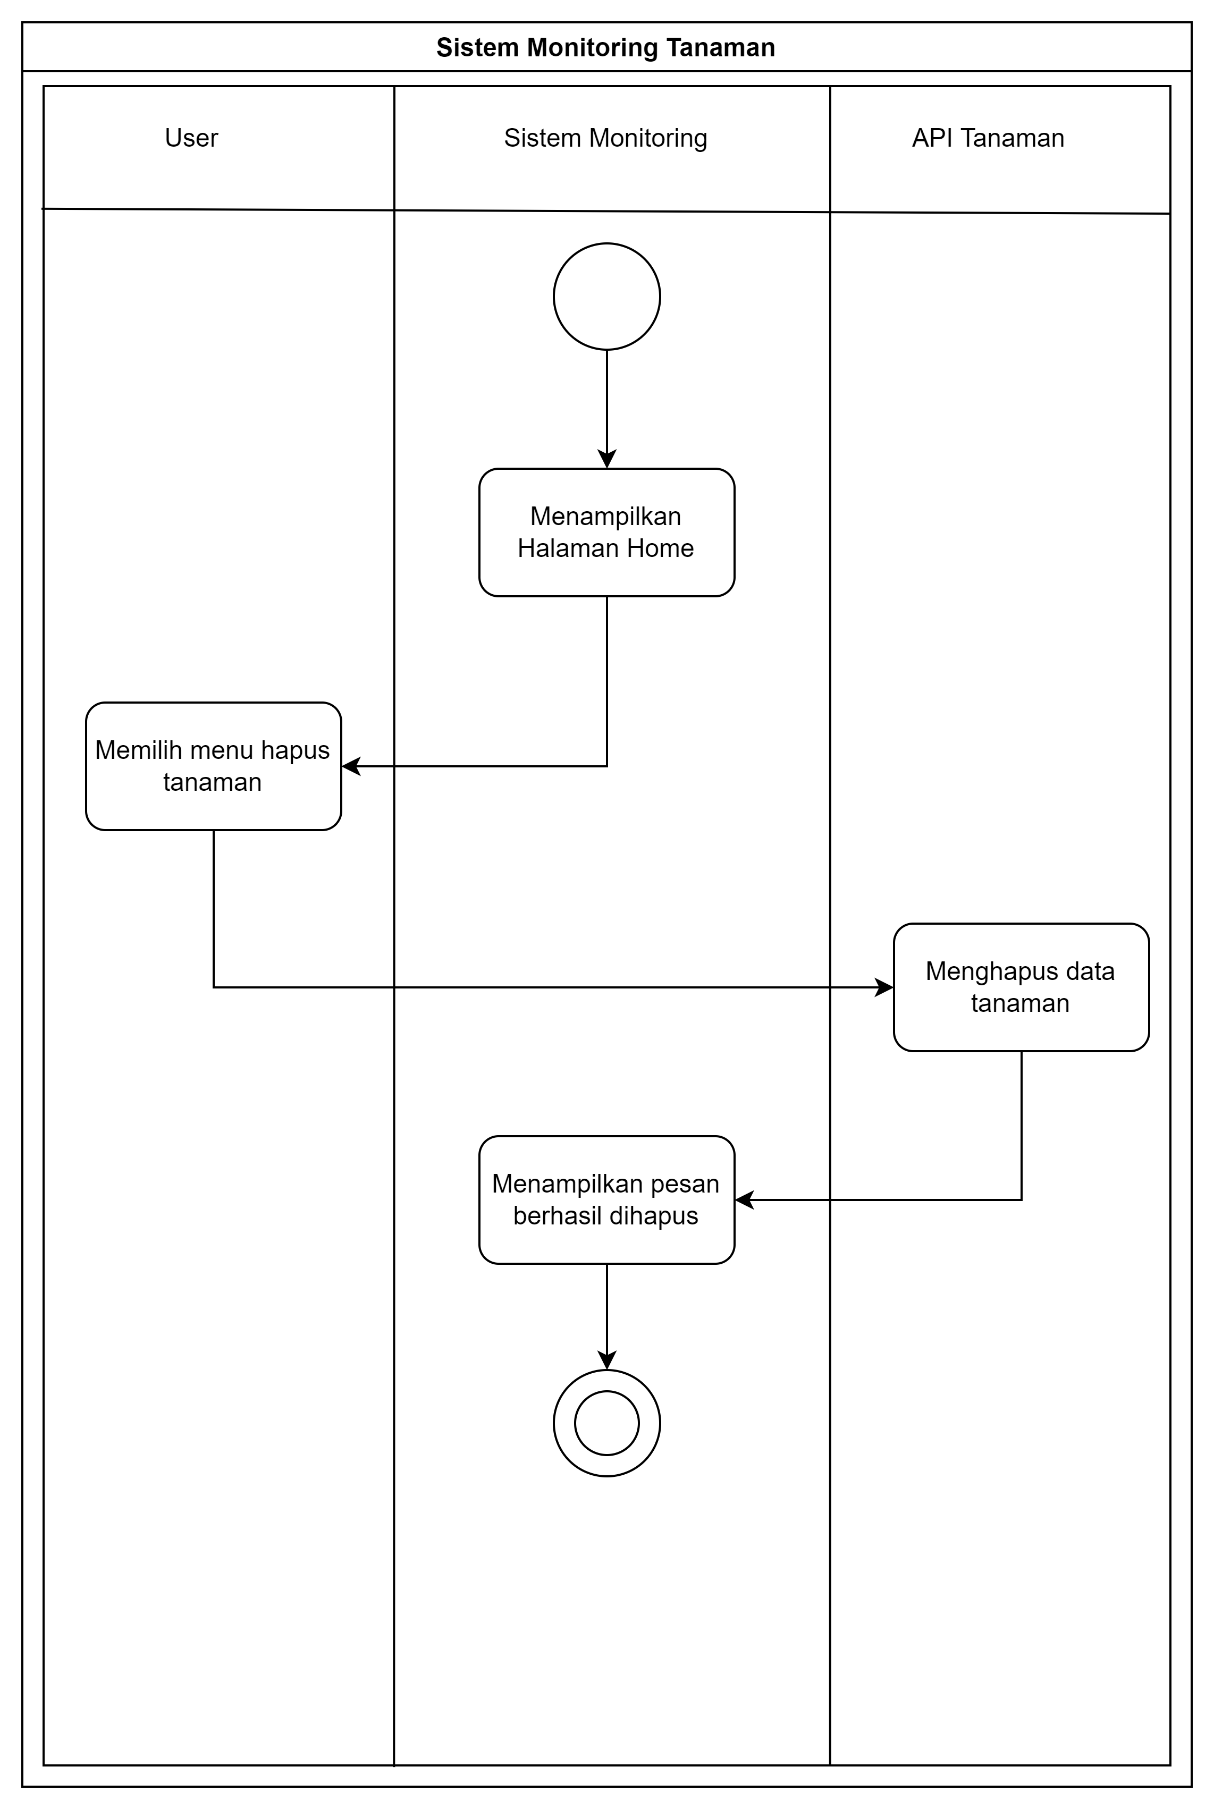 Sistem Monitoring Tanaman
User
Sistem Monitoring
API Tanaman
Menampilkan
Halaman Home
Memilih menu hapus
tanaman
Menghapus data
tanaman
Menampilkan pesan
berhasil dihapus